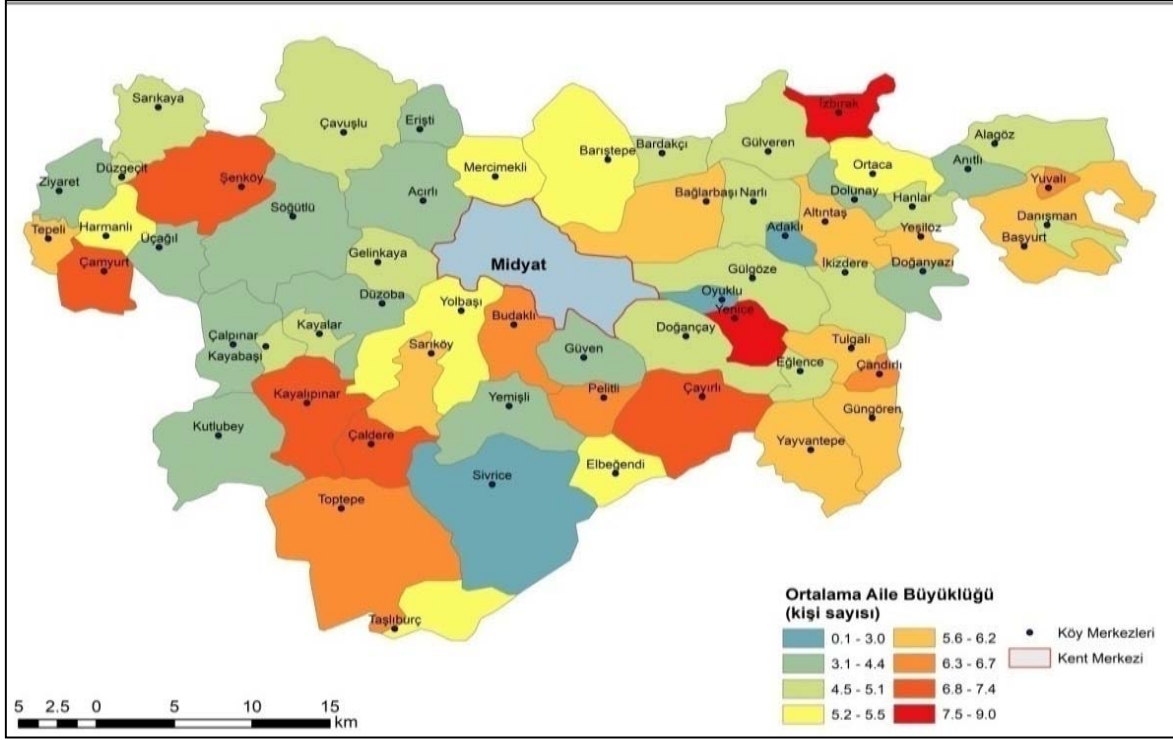 İzbırak
Sarıkaya
Erişti
Çavuşlu
Alagöz
Bardakçı
Gülveren
Barıştepe
Ortaca
Anıtlı
Mercimekli
Düzgeçit
Ziyaret
Şenköy
Yuvalı
Açırlı
Bağlarbaşı
Narlı
Dolunay
Hanlar
Söğütlü
Altıntaş
Danışman
Tepeli
Harmanlı
Üçağıl
Adaklı
Yeşilöz
Başyurt
Gelinkaya
Çamyurt
Midyat
Gülgöze
İkizdere
Doğanyazı
Düzoba
Yolbaşı
Oyuklu
Yenice
Budaklı
Kayalar
Doğançay
Çalpınar
Tulgalı
Sarıköy
Güven
Kayabaşı
Eğlence
Çandırlı
Kayalıpınar
Pelitli
Çayırlı
Yemişli
Güngören
Kutlubey
Çaldere
Yayvantepe
Elbeğendi
Sivrice
Toptepe
Taşlıburç
Ortalama Aile Büyüklüğü
(kişi sayısı)
0.1 - 3.0
3.1 - 4.4
4.5 - 5.1
5.2 - 5.5
5.6 - 6.2
6.3 - 6.7
6.8 - 7.4
7.5 - 9.0
Köy Merkezleri
Kent Merkezi
5 2.5 0 5 10 15
km